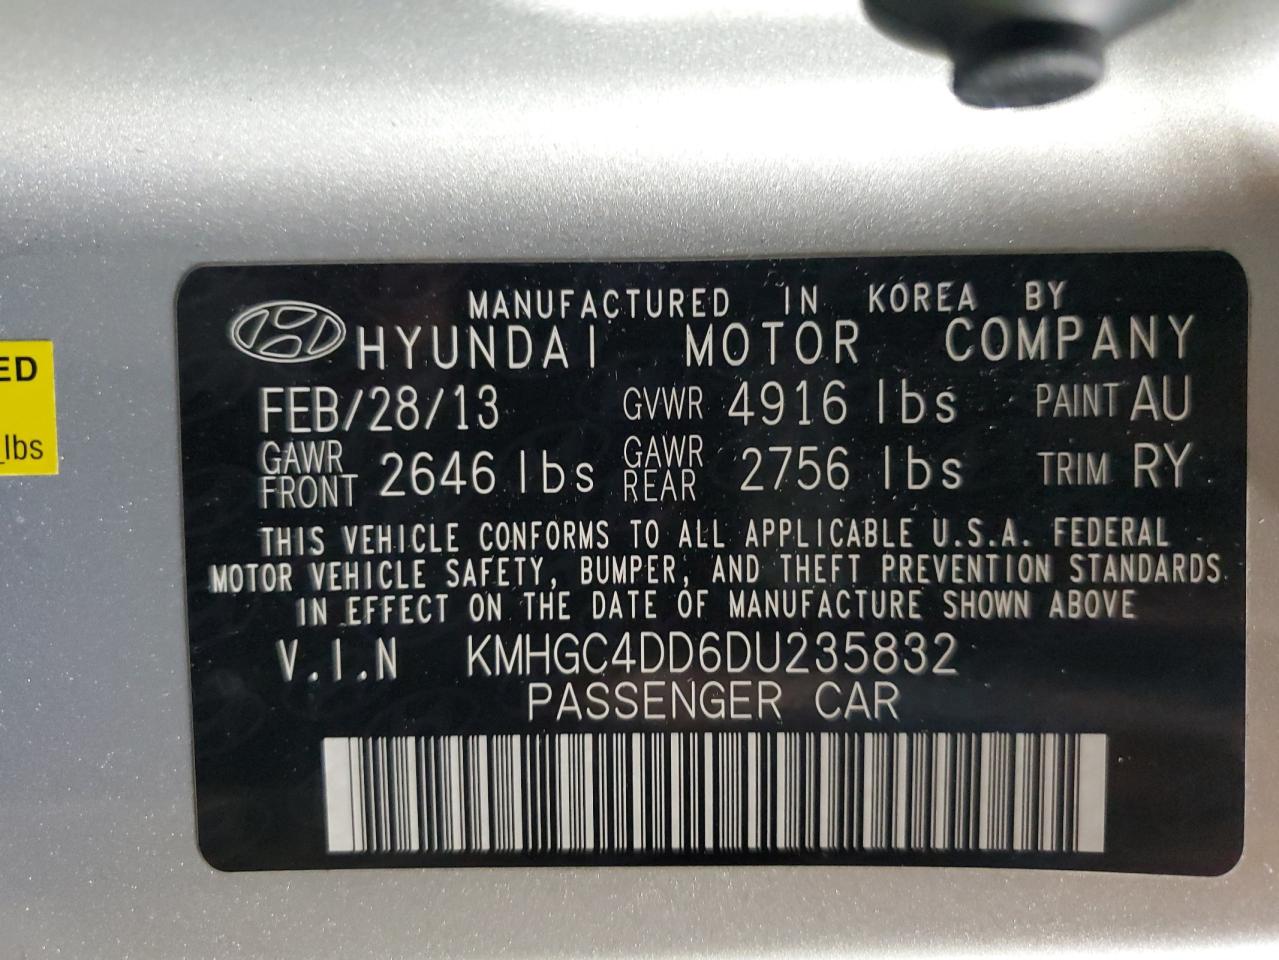 MANUFACTURED IN KOREA BY
HYUNDAI MOTOR COMPANY
FEB/28/13 GVWR 4916 lbs PAINT AU
GAWR FRONT 2646 lbs GAWR REAR 2756 lbs TRIM RY
THIS VEHICLE CONFORMS TO ALL APPLICABLE U.S.A. FEDERAL
MOTOR VEHICLE SAFETY, BUMPER, AND THEFT PREVENTION STANDARDS
IN EFFECT ON THE DATE OF MANUFACTURE SHOWN ABOVE
V.I.N KMHGC4DD6DU235832
PASSENGER CAR
ED
lbs